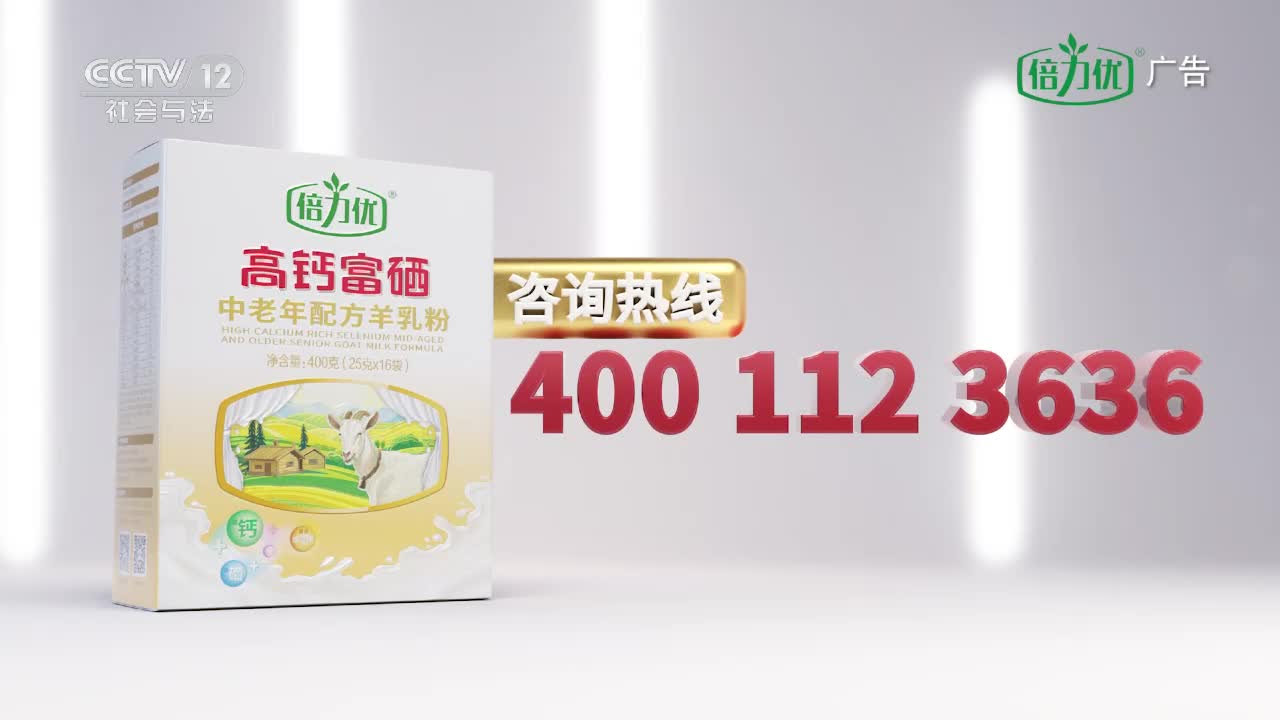 CCTV 12
社会与法
倍力优® 广告
倍力优®
高钙富硒
中老年配方羊乳粉
HIGH CALCIUM RICH SELENIUM MID-AGED
AND OLDER SENIOR GOAT MILK FORMULA
净含量:400克(25克x16袋)
钙
硒
咨询热线
400 112 3636